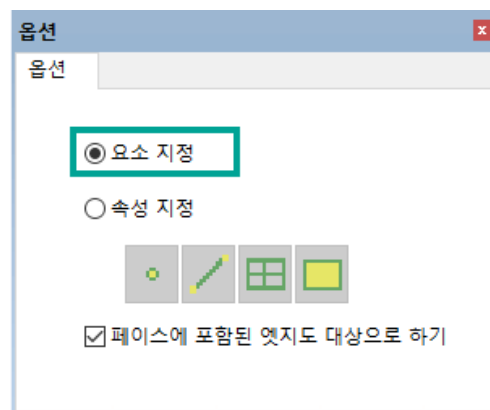 옵션
옵션
요소 지정
속성 지정
페이스에 포함된 엣지도 대상으로 하기